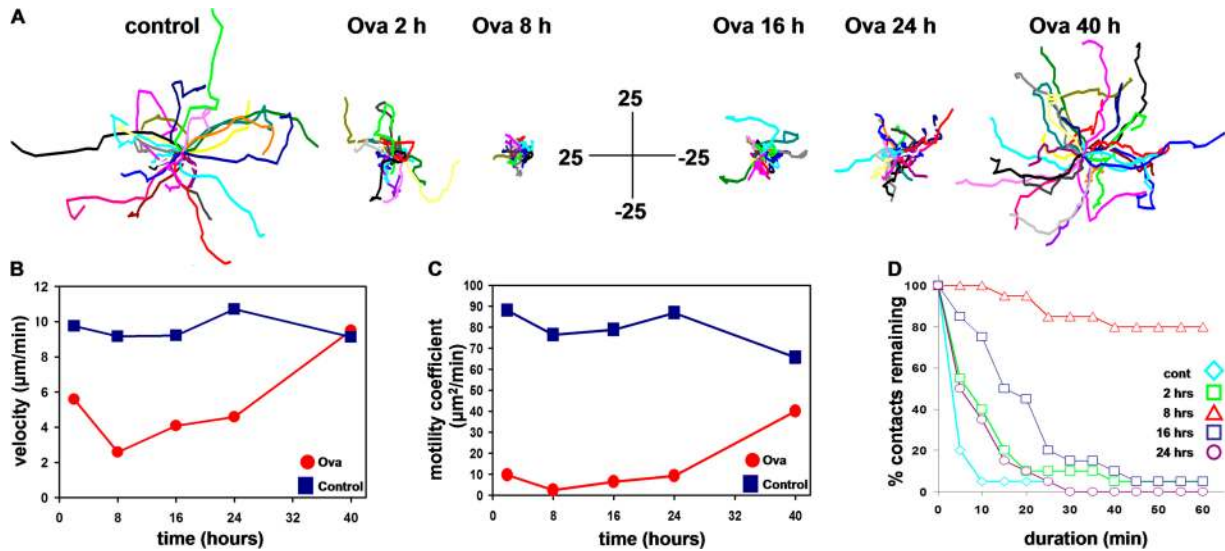 A
control
Ova 2 h
Ova 8 h
Ova 16 h
Ova 24 h
Ova 40 h
25
25
-25
-25
B
velocity (µm/min)
12
10
8
6
4
2
0
0 8 16 24 32 40
time (hours)
Ova
Control
C
motility coefficient
(µm²/min)
100
90
80
70
60
50
40
30
20
10
0
0 8 16 24 32 40
time (hours)
Ova
Control
D
% contacts remaining
100
80
60
40
20
0
0 10 20 30 40 50 60
duration (min)
cont
2 hrs
8 hrs
16 hrs
24 hrs